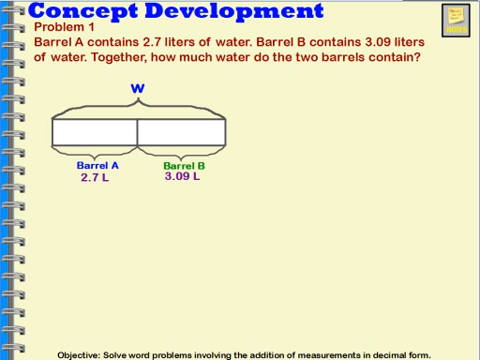 Concept Development
Problem 1
Barrel A contains 2.7 liters of water. Barrel B contains 3.09 liters
of water. Together, how much water do the two barrels contain?
W
Barrel A
Barrel B
2.7 L
3.09 L
Objective: Solve word problems involving the addition of measurements in decimal form.